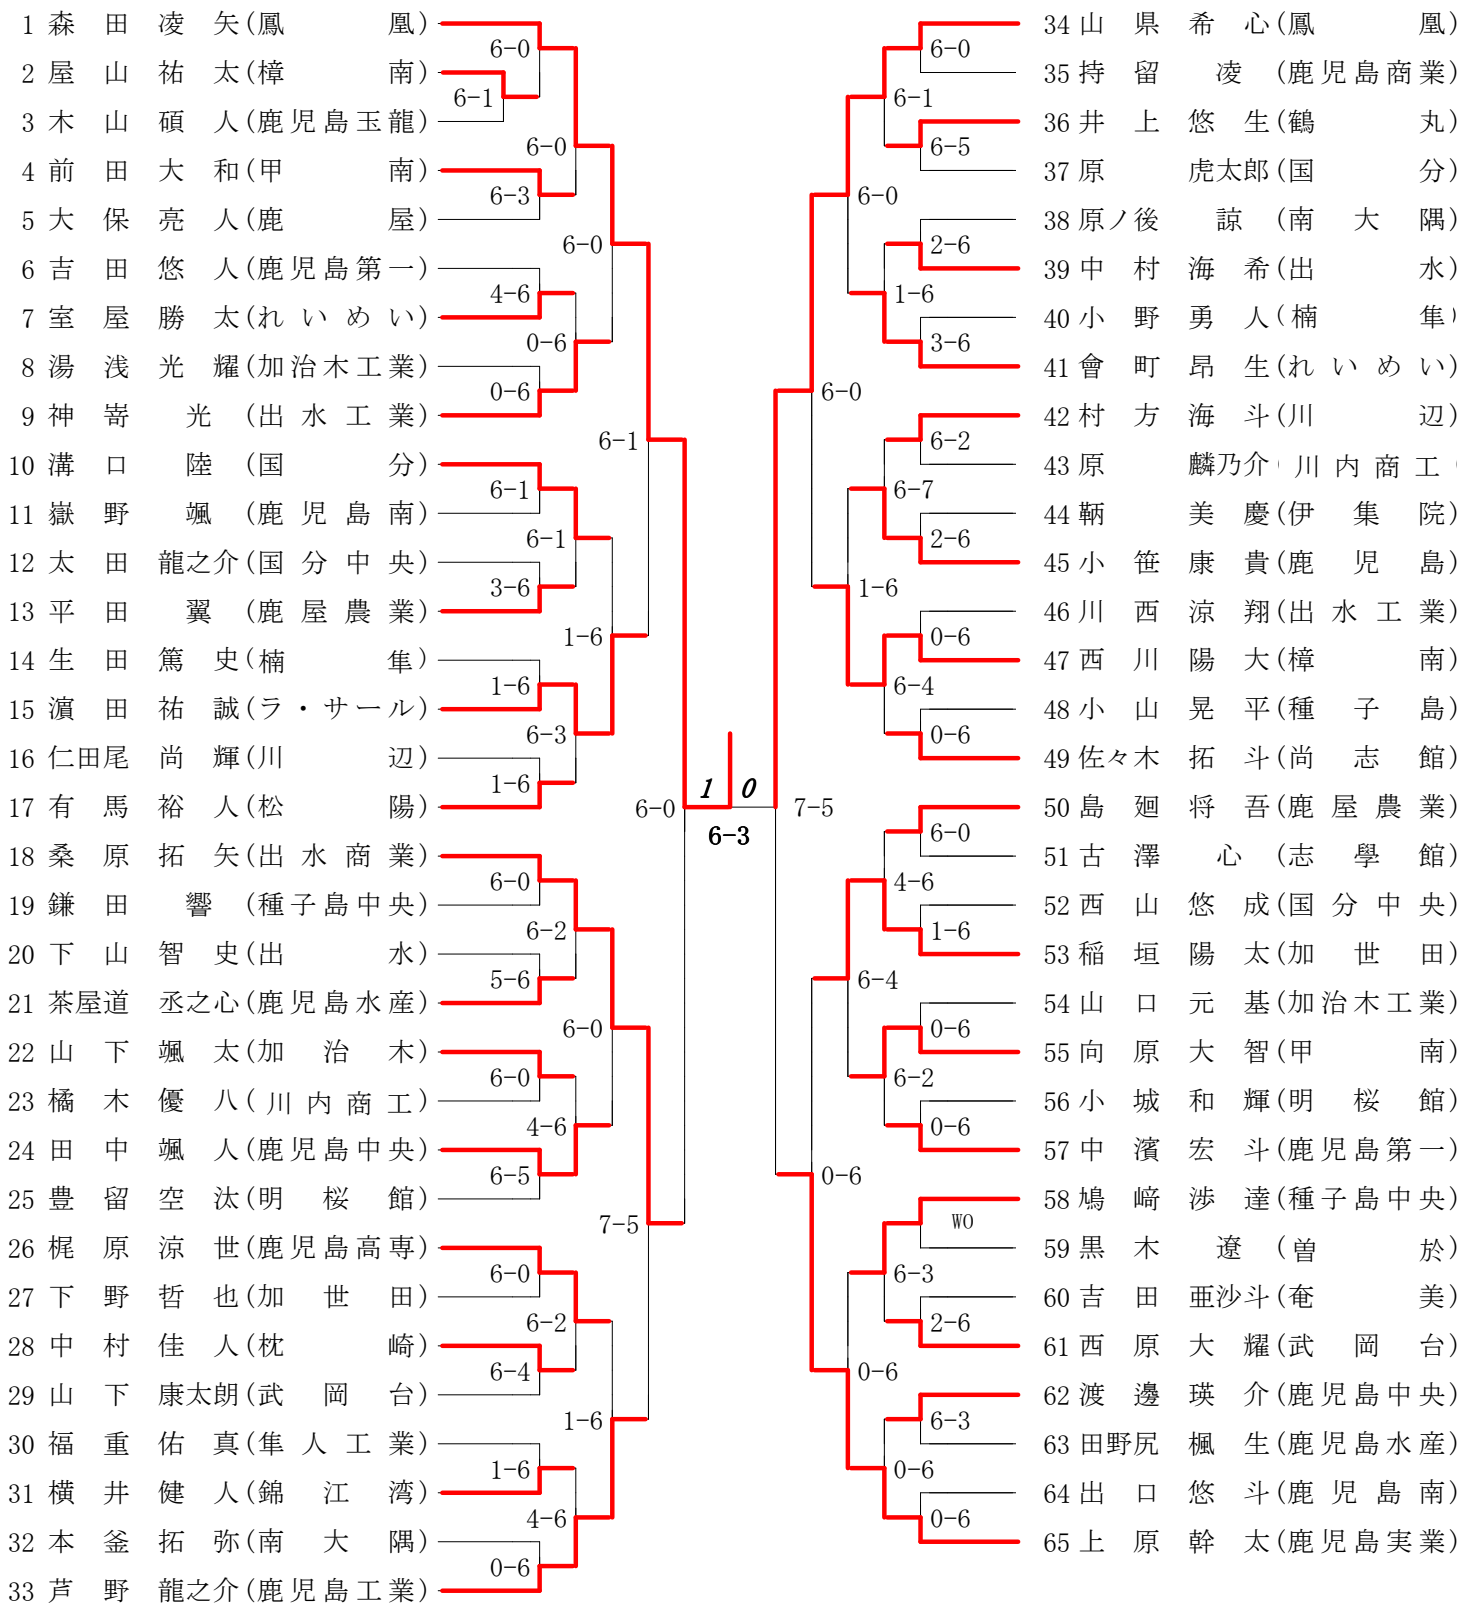 1 森田凌矢(鳳凰)
2 屋山祐太(樟南)
3 木山碩人(鹿児島玉龍)
4 前田大和(甲南)
5 大保亮人(鹿屋)
6 吉田悠人(鹿児島第一)
7 室屋勝太(れいめい)
8 湯浅光耀(加治木工業)
9 神嵜光(出水工業)
10 溝口陸(国分)
11 嶽野颯(鹿児島南)
12 太田龍之介(国分中央)
13 平田翼(鹿屋農業)
14 生田篤史(楠隼)
15 濵田祐誠(ラ・サール)
16 仁田尾尚輝(川辺)
17 有馬裕人(松陽)
18 桑原拓矢(出水商業)
19 鎌田響(種子島中央)
20 下山智史(出水)
21 茶屋道丞之心(鹿児島水産)
22 山下颯太(加治木)
23 橘木優八(川内商工)
24 田中颯人(鹿児島中央)
25 豊留空汰(明桜館)
26 梶原涼世(鹿児島高専)
27 下野哲也(加世田)
28 中村佳人(枕崎)
29 山下康太朗(武岡台)
30 福重佑真(隼人工業)
31 横井健人(錦江湾)
32 本釜拓弥(南大隅)
33 芦野龍之介(鹿児島工業)
6-0
6-1
6-0
6-3
6-0
4-6
0-6
0-6
6-1
6-1
6-1
3-6
1-6
1-6
6-3
1-6
6-0
6-0
6-2
5-6
6-0
6-0
4-6
6-5
7-5
6-0
6-2
6-4
1-6
1-6
4-6
0-6
1 0
6-3
34 山県希心(鳳凰)
35 持留凌(鹿児島商業)
36 井上悠生(鶴丸)
37 原虎太郎(国分)
38 原ノ後諒(南大隅)
39 中村海希(出水)
40 小野勇人(楠隼)
41 會町昂生(れいめい)
42 村方海斗(川辺)
43 原麟乃介(川内商工(
44 鞆美慶(伊集院)
45 小笹康貴(鹿児島)
46 川西涼翔(出水工業)
47 西川陽大(樟南)
48 小山晃平(種子島)
49 佐々木拓斗(尚志館)
50 島廻将吾(鹿屋農業)
51 古澤心(志學館)
52 西山悠成(国分中央)
53 稲垣陽太(加世田)
54 山口元基(加治木工業)
55 向原大智(甲南)
56 小城和輝(明桜館)
57 中濱宏斗(鹿児島第一)
58 鳩﨑渉達(種子島中央)
59 黒木遼(曽於)
60 吉田亜沙斗(奄美)
61 西原大耀(武岡台)
62 渡邊瑛介(鹿児島中央)
63 田野尻楓生(鹿児島水産)
64 出口悠斗(鹿児島南)
65 上原幹太(鹿児島実業)
6-0
6-1
6-5
6-0
2-6
1-6
3-6
6-0
6-2
6-7
2-6
1-6
0-6
6-4
0-6
7-5
6-0
4-6
1-6
6-4
0-6
6-2
0-6
0-6
WO
6-3
2-6
0-6
6-3
0-6
0-6